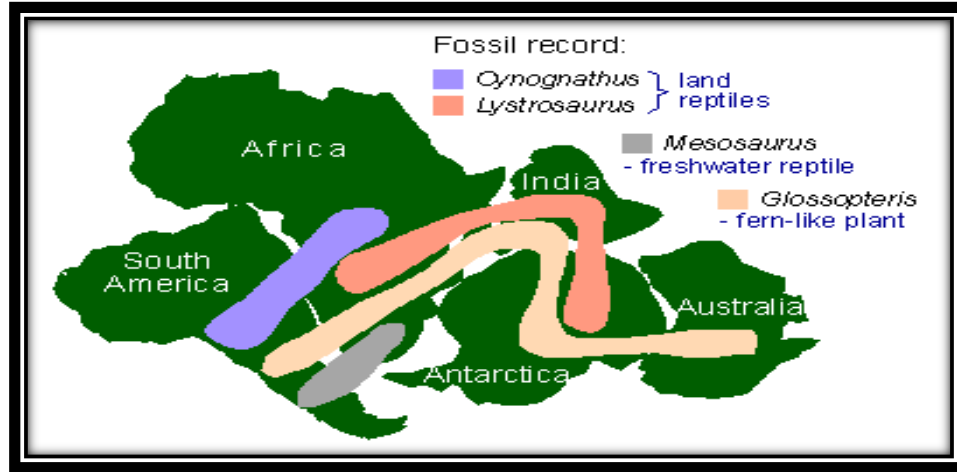 Fossil record:
Cynognathus
Lystrosaurus
land
reptiles
Mesosaurus
- freshwater reptile
Glossopteris
- fern-like plant
Africa
India
South
America
Australia
Antarctica